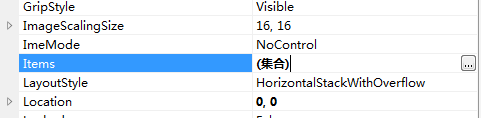 GripStyle Visible
ImageScalingSize 16, 16
ImeMode NoControl
Items (集合) ...
LayoutStyle HorizontalStackWithOverflow
Location 0, 0